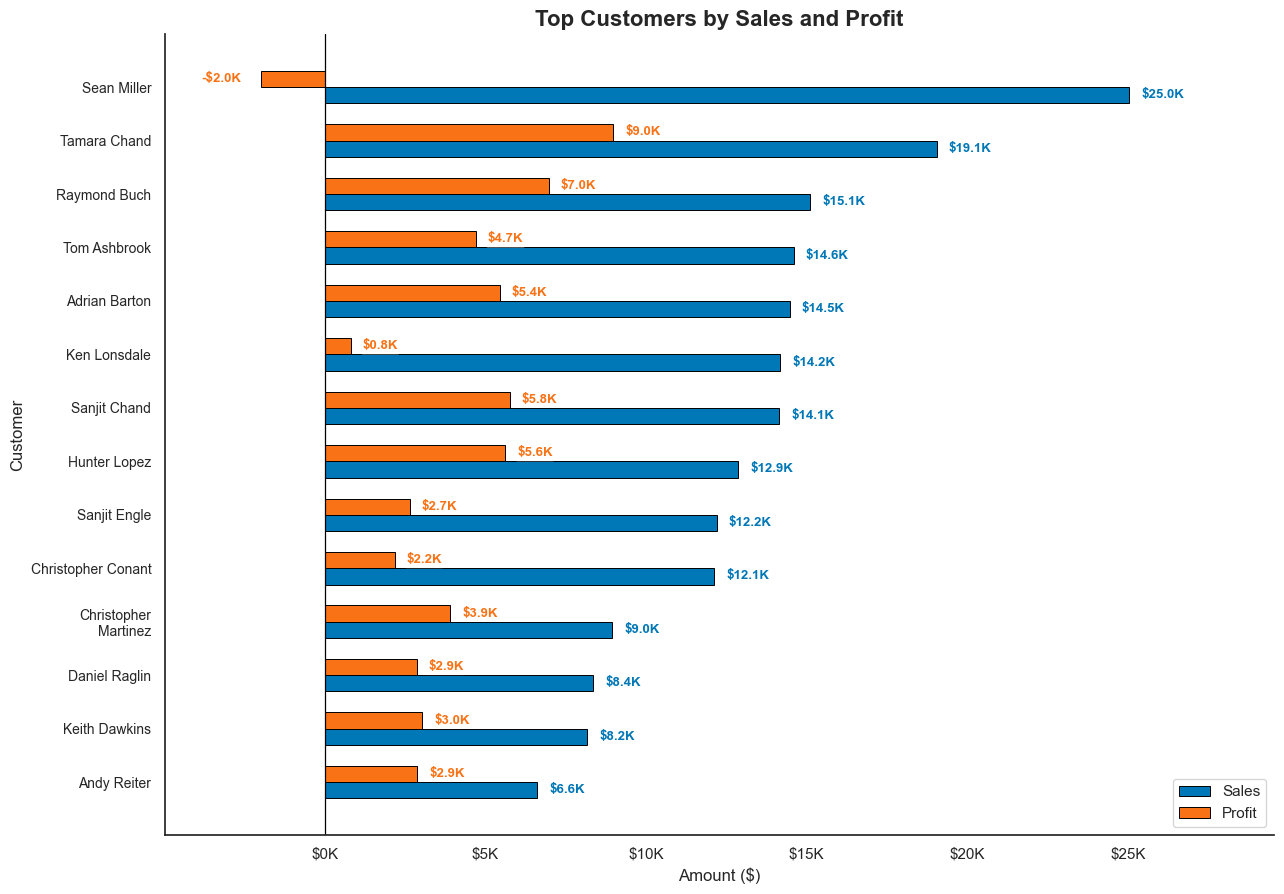 Top Customers by Sales and Profit
Customer
Sean Miller
-$2.0K
$25.0K
Tamara Chand
$9.0K
$19.1K
Raymond Buch
$7.0K
$15.1K
Tom Ashbrook
$4.7K
$14.6K
Adrian Barton
$5.4K
$14.5K
Ken Lonsdale
$0.8K
$14.2K
Sanjit Chand
$5.8K
$14.1K
Hunter Lopez
$5.6K
$12.9K
Sanjit Engle
$2.7K
$12.2K
Christopher Conant
$2.2K
$12.1K
Christopher
Martinez
$3.9K
$9.0K
Daniel Raglin
$2.9K
$8.4K
Keith Dawkins
$3.0K
$8.2K
Andy Reiter
$2.9K
$6.6K
Sales
Profit
$0K $5K $10K $15K $20K $25K
Amount ($)